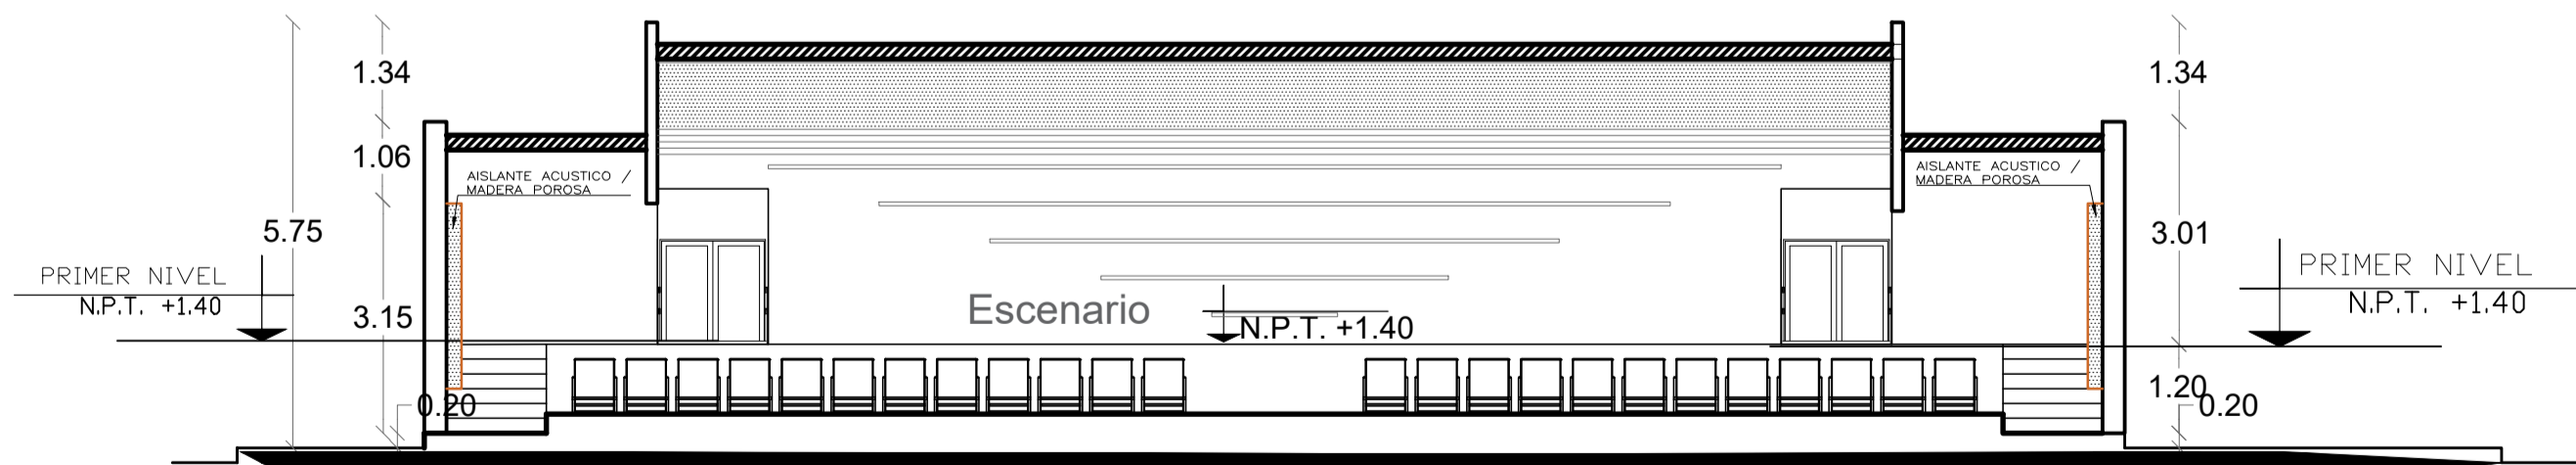 1.34
1.34
1.06
AISLANTE ACUSTICO /
MADERA POROSA
AISLANTE ACUSTICO /
MADERA POROSA
5.75
3.01
PRIMER NIVEL
N.P.T. +1.40
PRIMER NIVEL
N.P.T. +1.40
3.15
Escenario
N.P.T. +1.40
1.20
0.20
0.20